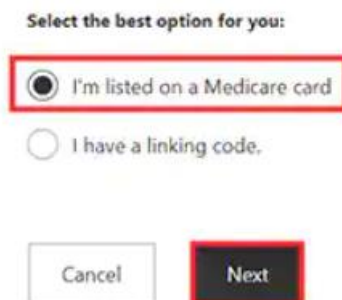 Select the best option for you:
I'm listed on a Medicare card
I have a linking code.
Cancel Next